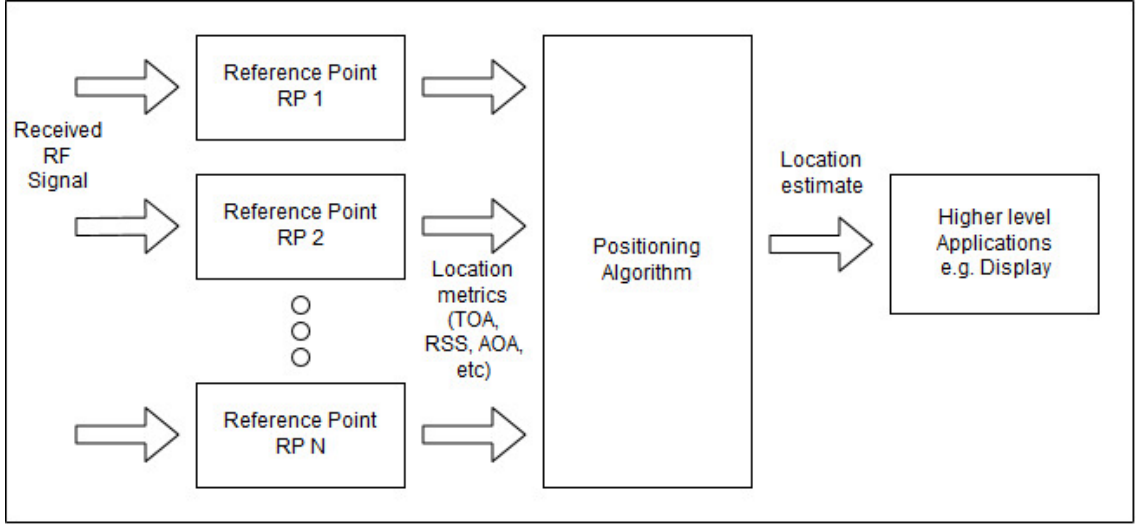 Received
RF
Signal
Reference Point
RP 1
Reference Point
RP 2
Reference Point
RP N
Location
metrics
(TOA,
RSS, AOA,
etc)
Positioning
Algorithm
Location
estimate
Higher level
Applications
e.g. Display